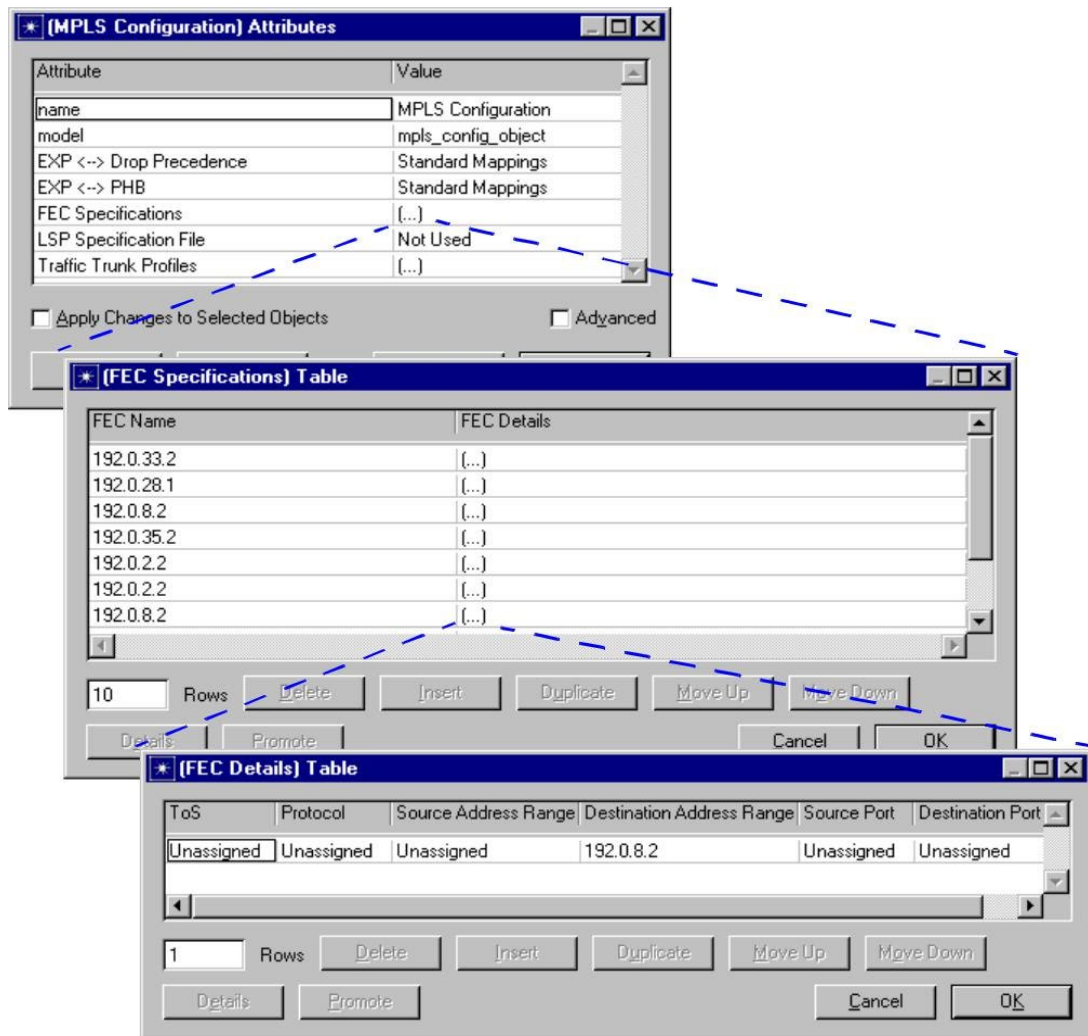 (MPLS Configuration) Attributes
Attribute Value
name MPLS Configuration
model mpls_config_object
EXP <--> Drop Precedence Standard Mappings
EXP <--> PHB Standard Mappings
FEC Specifications (...)
LSP Specification File Not Used
Traffic Trunk Profiles (...)
Apply Changes to Selected Objects Advanced
(FEC Specifications) Table
FEC Name FEC Details
192.0.33.2 (...)
192.0.28.1 (...)
192.0.8.2 (...)
192.0.35.2 (...)
192.0.2.2 (...)
192.0.2.2 (...)
192.0.8.2 (...)
10 Rows Delete Insert Duplicate Move Up Move Down
Details Promote Cancel OK
(FEC Details) Table
ToS Protocol Source Address Range Destination Address Range Source Port Destination Port
Unassigned Unassigned Unassigned 192.0.8.2 Unassigned Unassigned
1 Rows Delete Insert Duplicate Move Up Move Down
Details Promote Cancel OK